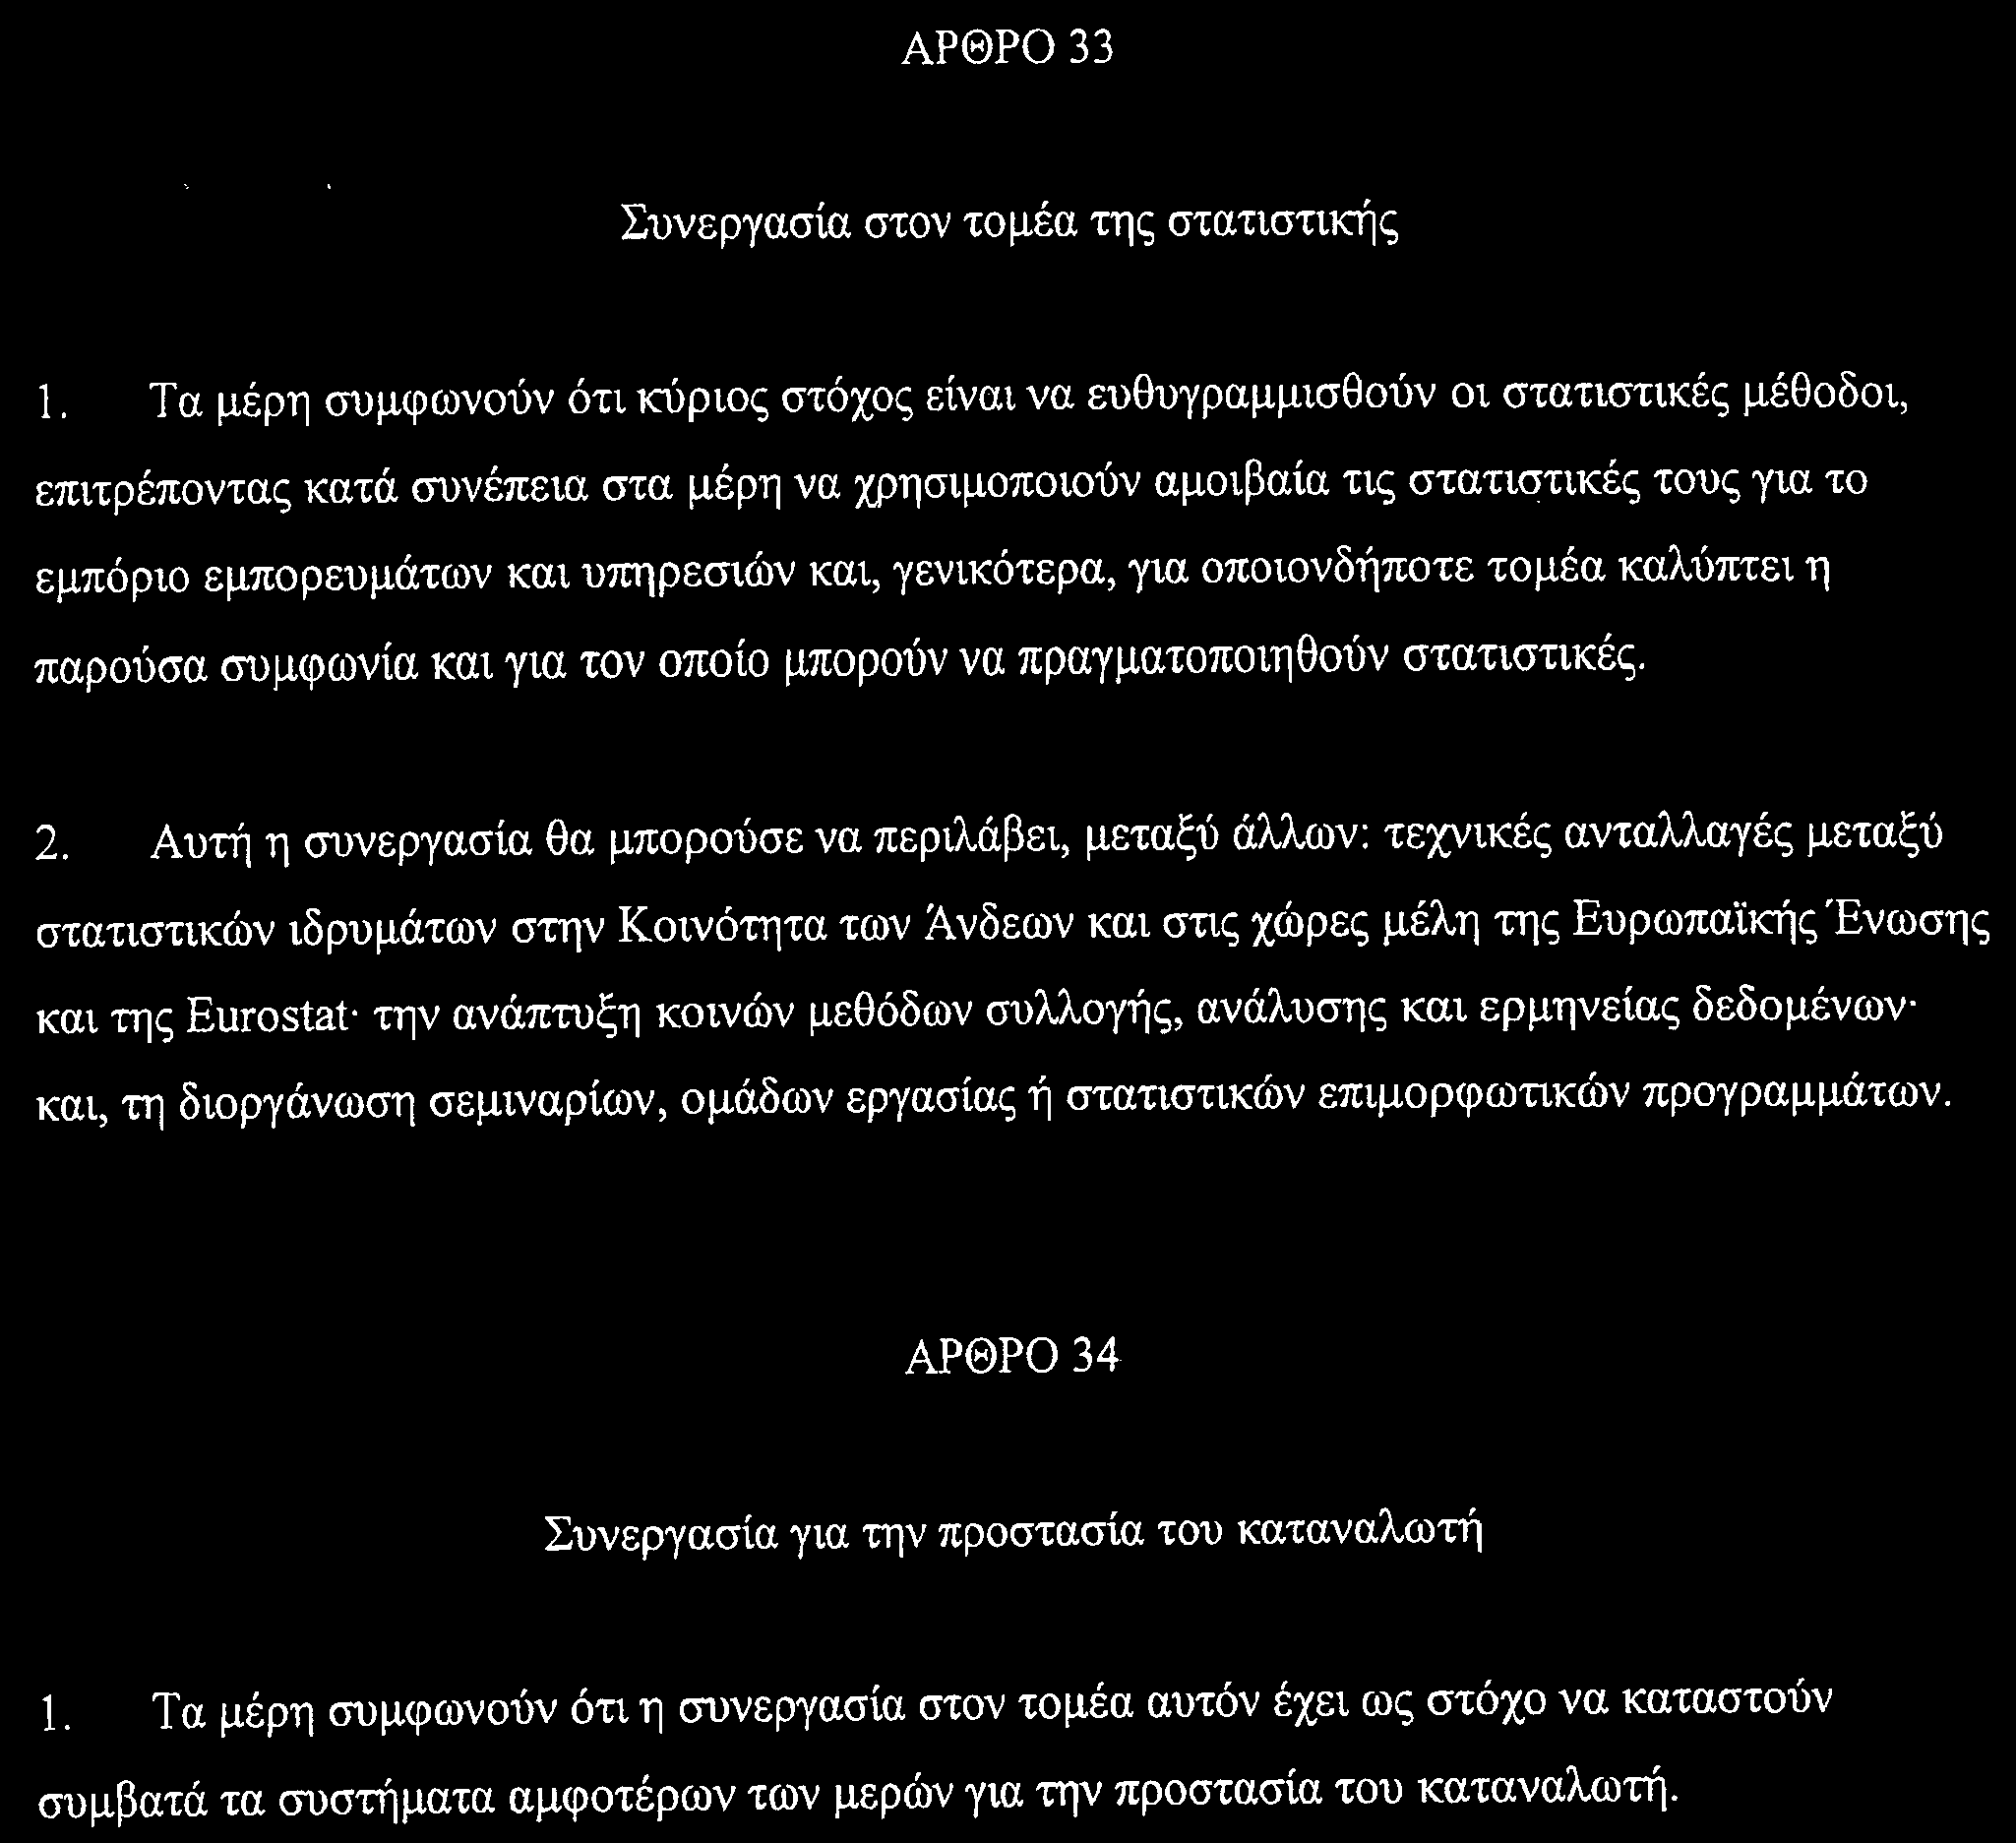 ΑΡΘΡΟ 33
Συνεργασία στον τομέα της στατιστικής
1. Τα μέρη συμφωνούν ότι κύριος στόχος είναι να ευθυγραμμισθούν οι στατιστικές μέθοδοι,
επιτρέποντας κατά συνέπεια στα μέρη να χρησιμοποιούν αμοιβαία τις στατιστικές τους για το
εμπόριο εμπορευμάτων και υπηρεσιών και, γενικότερα, για οποιονδήποτε τομέα καλύπτει η
παρούσα συμφωνία και για τον οποίο μπορούν να πραγματοποιηθούν στατιστικές.
2. Αυτή η συνεργασία θα μπορούσε να περιλάβει, μεταξύ άλλων: τεχνικές ανταλλαγές μεταξύ
στατιστικών ιδρυμάτων στην Κοινότητα των Άνδεων και στις χώρες μέλη της Ευρωπαϊκής Ένωσης
και της Eurostat· την ανάπτυξη κοινών μεθόδων συλλογής, ανάλυσης και ερμηνείας δεδομένων·
και, τη διοργάνωση σεμιναρίων, ομάδων εργασίας ή στατιστικών επιμορφωτικών προγραμμάτων.
ΑΡΘΡΟ 34
Συνεργασία για την προστασία του καταναλωτή
1. Τα μέρη συμφωνούν ότι η συνεργασία στον τομέα αυτόν έχει ως στόχο να καταστούν
συμβατά τα συστήματα αμφοτέρων των μερών για την προστασία του καταναλωτή.